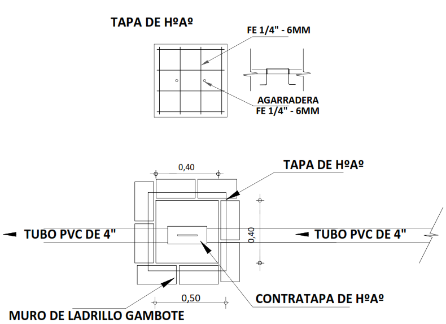 TAPA DE HºAº
FE 1/4" - 6MM
AGARRADERA
FE 1/4" - 6MM
0,40
TAPA DE HºAº
TUBO PVC DE 4"
0,40
TUBO PVC DE 4"
0,50
CONTRATAPA DE HºAº
MURO DE LADRILLO GAMBOTE